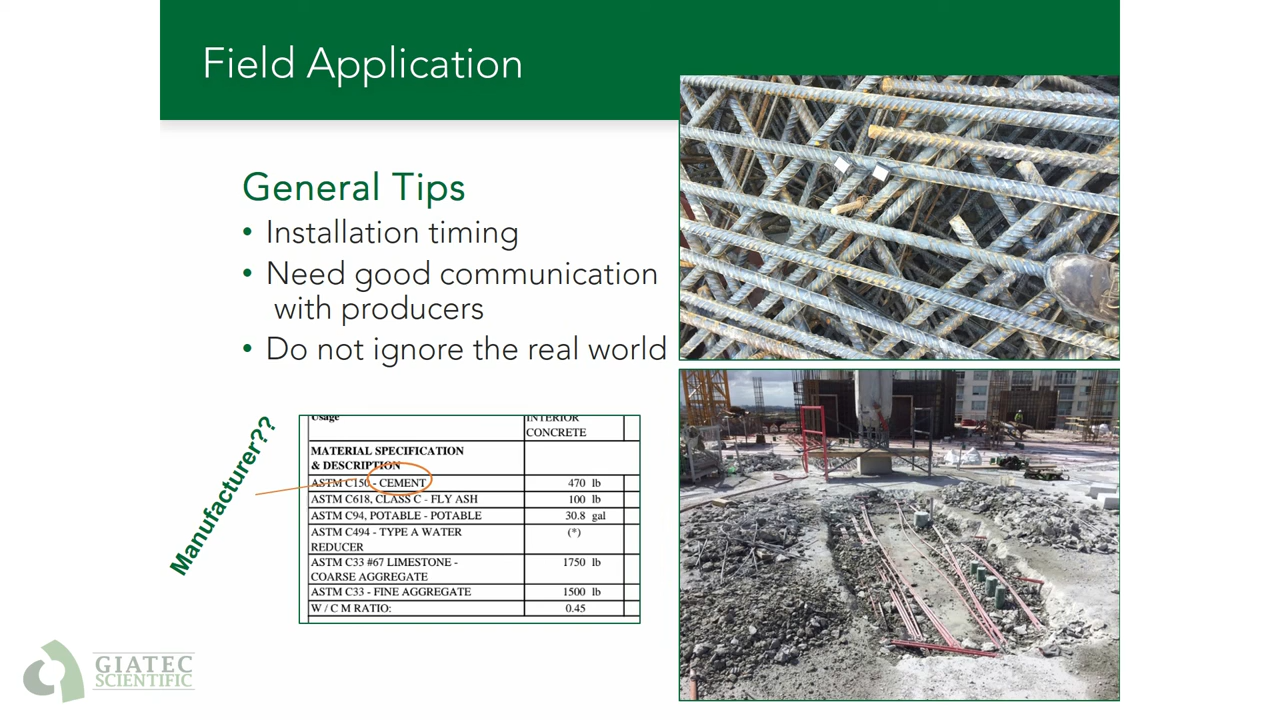 Field Application
General Tips
• Installation timing
• Need good communication
with producers
• Do not ignore the real world
Manufacturer??
Usage INTERIOR
CONCRETE
MATERIAL SPECIFICATION
& DESCRIPTION
ASTM C150 - CEMENT 470 lb
ASTM C618, CLASS C - FLY ASH 100 lb
ASTM C94, POTABLE - POTABLE 30.8 gal
ASTM C494 - TYPE A WATER (*)
REDUCER
ASTM C33 #67 LIMESTONE - 1750 lb
COARSE AGGREGATE
ASTM C33 - FINE AGGREGATE 1500 lb
W / C M RATIO: 0.45
GIATEC
SCIENTIFIC